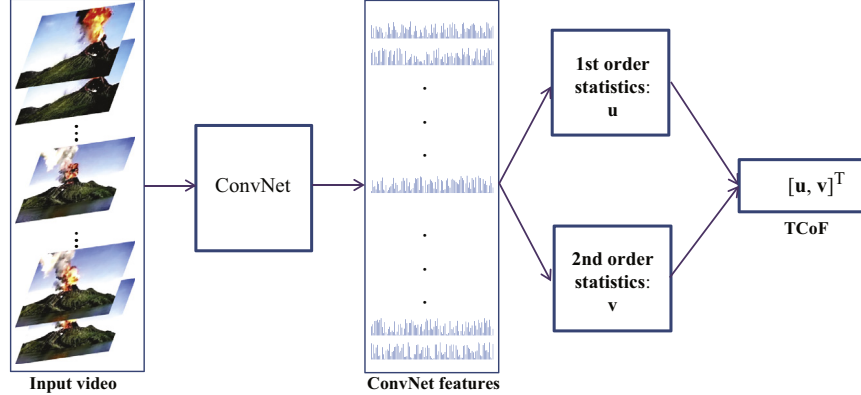 Input video
ConvNet
ConvNet features
1st order
statistics:
u
2nd order
statistics:
v
[u, v]T
TCoF